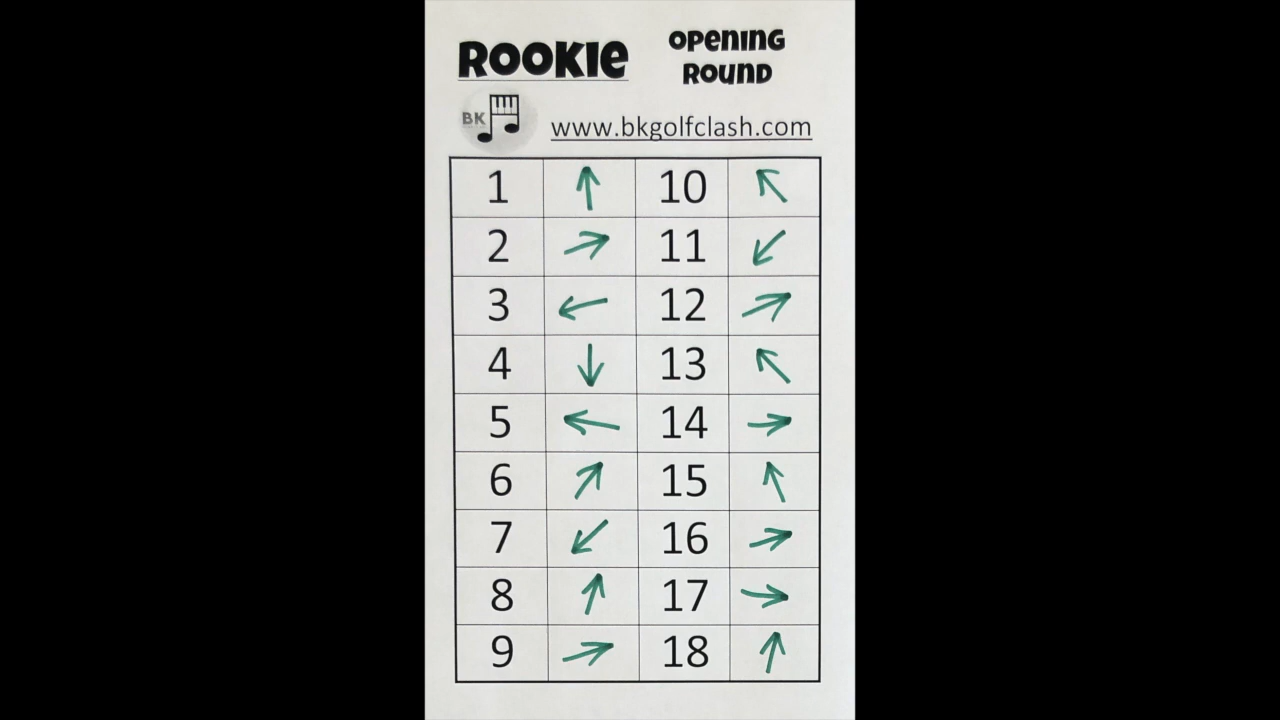 ROOKIE
OPENING
ROUND
BK
www.bkgolfclash.com
1 ↑ 10 ↖
2 ↗ 11 ↙
3 ← 12 ↗
4 ↓ 13 ↖
5 ← 14 →
6 ↗ 15 ↖
7 ↙ 16 ↗
8 ↑ 17 →
9 ↗ 18 ↑